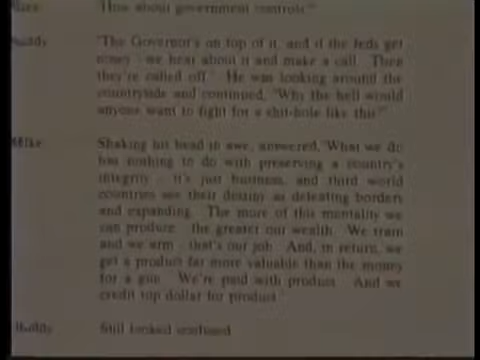 How about government controls?"
"The Governor's on top of it, and if the feds get
nosey - we hear about it and make a call. Then
they're called off." He was looking around the
countryside and continued, "Why the hell would
anyone want to fight for a shit-hole like this?"
Mike Shaking his head in awe, answered, "What we do
has nothing to do with preserving a country's
integrity - it's just business, and third world
countries see their destiny as defeating borders
and expanding. The more of this mentality we
can produce - the greater our wealth. We train
and we arm - that's our job. And, in return, we
get a product far more valuable than the money
for a gun. We're paid with product. And we
credit top dollar for product."
Buddy Still looked confused